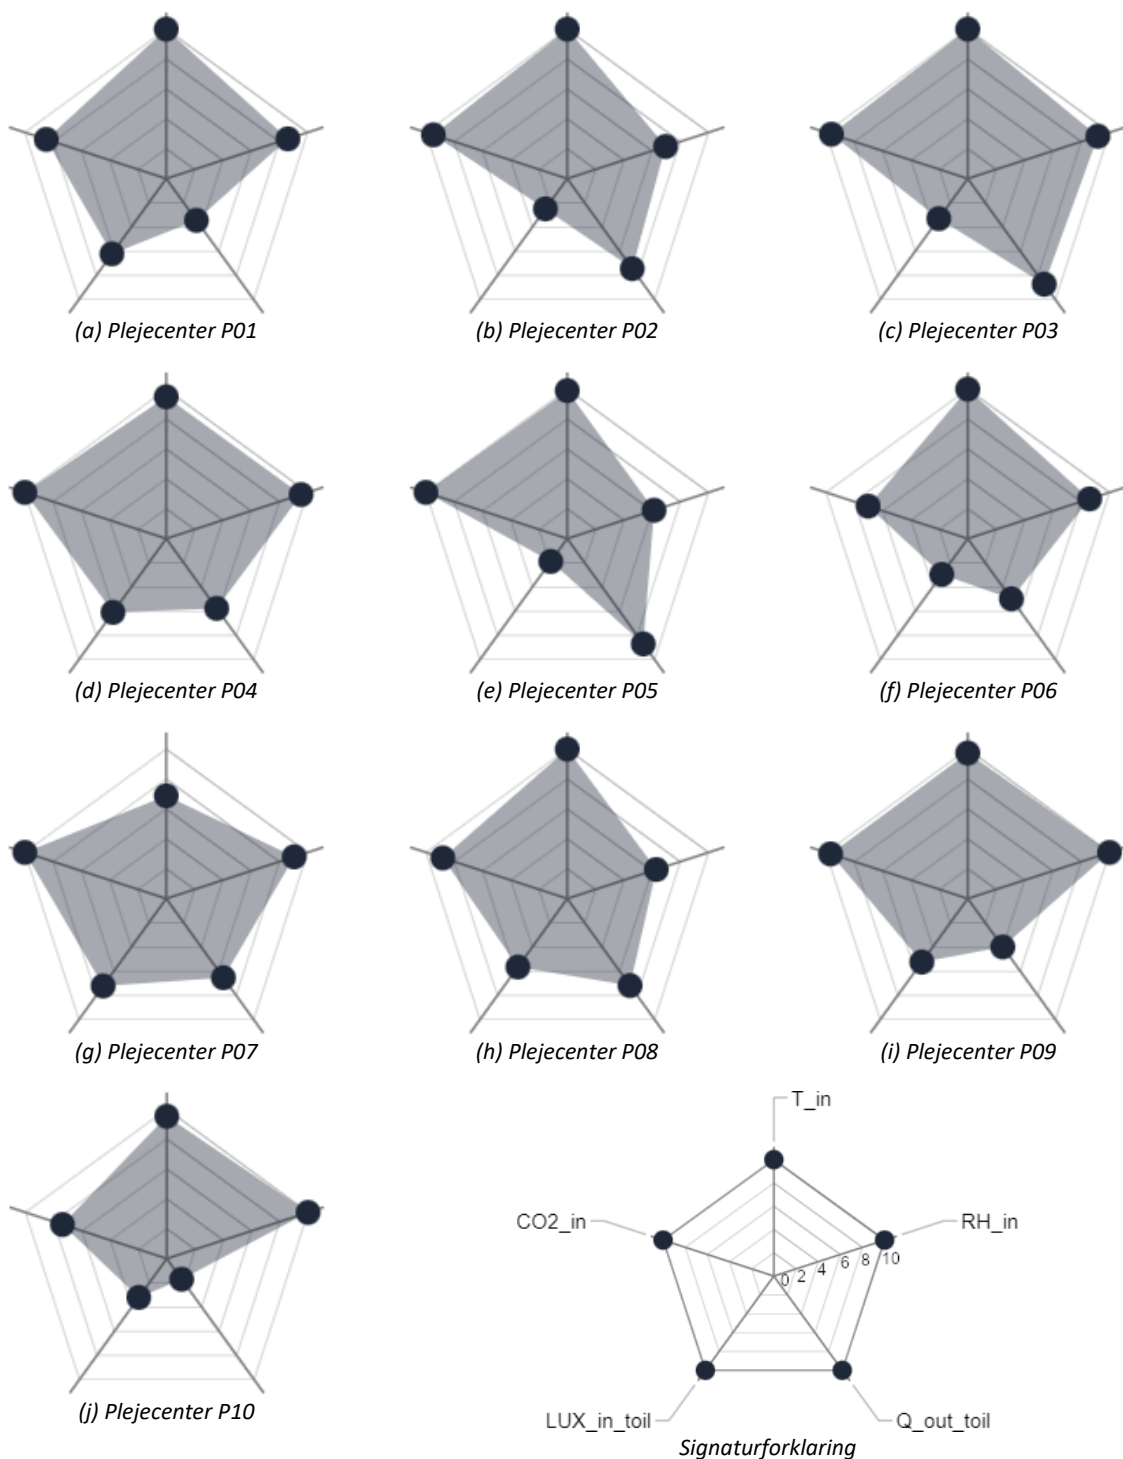 (a) Plejecenter P01
(b) Plejecenter P02
(c) Plejecenter P03
(d) Plejecenter P04
(e) Plejecenter P05
(f) Plejecenter P06
(g) Plejecenter P07
(h) Plejecenter P08
(i) Plejecenter P09
(j) Plejecenter P10
T_in
CO2_in
RH_in
0 2 4 6 8 10
LUX_in_toil
Q_out_toil
Signaturforklaring